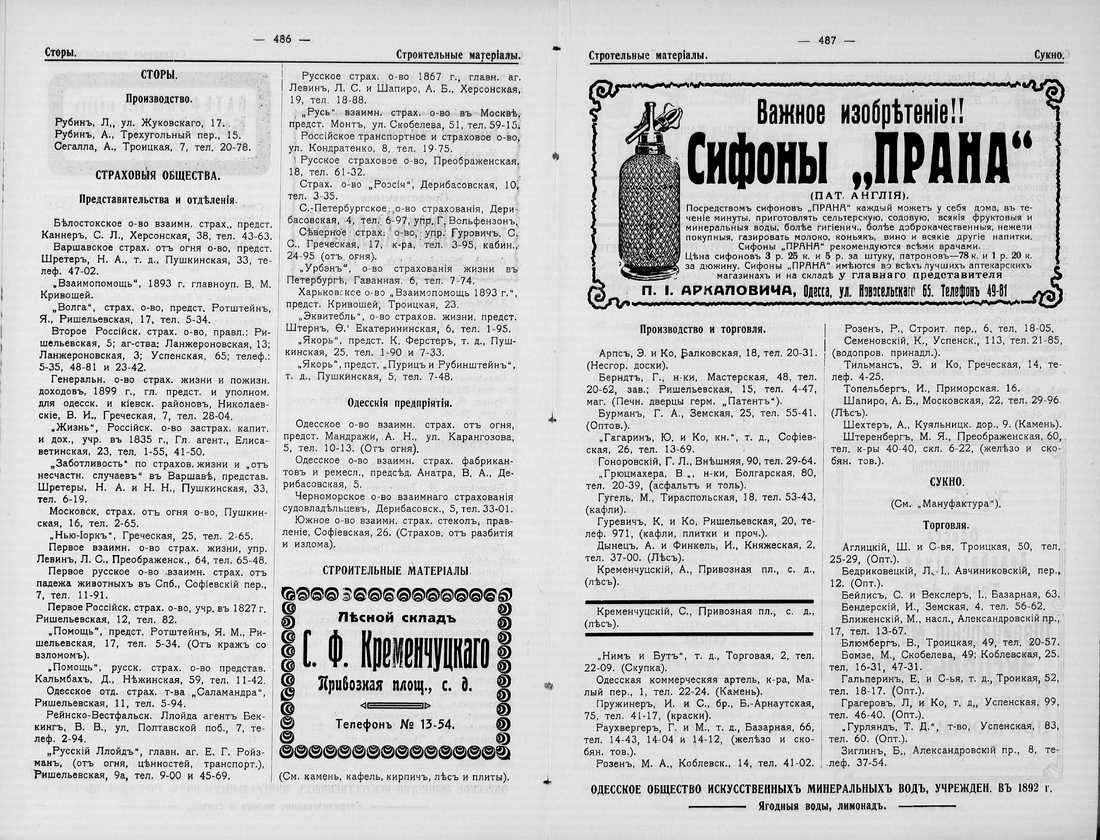 — 486 —
Сторы.
Строительные матеріалы.
СТОРЫ.
Производство.
Рубинъ, Л., ул. Жуковскаго, 17.
Рубинъ, А., Трехугольный пер., 15.
Сегалла, А., Троицкая, 7, тел. 20-78.
СТРАХОВЫЯ ОБЩЕСТВА.
Представительства и отдѣленія.
Бѣлостокское о-во взаимн. страх., предст.
Каннеръ, С. Л., Херсонская, 38, тел. 43-63.
Варшавское страх. отъ огня о-во, предст.
Шретеръ, Н. А., т. д., Пушкинская, 33, те-
леф. 47-02.
„Взаимопомощь“, 1893 г. главноуп. В. М.
Кривошей.
„Волга“, страх. о-во, предст. Ротштейнъ,
Я., Ришельевская, 17, тел. 5-34.
Второе Россійск. страх. о-во, правл.: Ри-
шельевская, 5; аг-ства: Ланжероновская, 13;
Ланжероновская, 3; Успенская, 65; телеф.:
5-35, 48-81 и 23-42.
Генеральн. о-во страх. жизни и пожизн.
доходовъ, 1899 г., гл. предст. и уполном.
для одесск. и кіевск. районовъ, Николаев-
скіе, В. И., Греческая, 7, тел. 28-04.
„Жизнь“, Россійск. о-во застрах. капит.
и дох., учр. въ 1835 г., Гл. агент., Елиса-
ветинская, 23, тел, 1-55, 41-50.
„Заботливость“ по страхов. жизни и „отъ
несчасти. случаевъ“ въ Варшавѣ, представ.
Шретеры, Н. А. и Н. Н., Пушкинская, 33,
тел. 6-19.
Московск. страх. отъ огня о-во, Пушкин-
ская, 16, тел. 2-65.
„Нью-Іоркъ“, Греческая, 25, тел. 2-65.
Первое взаимн. о-во страх. жизни, упр.
Левинъ, Л. С., Преображенск., 64, тел. 65-48.
Первое русское о-во взаимн. страх. отъ
падежа животныхъ въ Спб., Софіевскій пер.,
7, тел. 11-91.
Первое Россійск. страх. о-во, учр. въ 1827 г.
Ришельевская, 12, тел. 82.
„Помощь“, предст. Ротштейнъ, Я. М., Ри-
шельевская, 17, тел. 5-34. (Отъ кражъ со
взломомъ).
„Помощь“, русск. страх. о-во представ.
Кальмбахъ, Д., Нѣжинская, 59, тел. 11-42.
Одесское отд. страх. т-ва „Саламандра“,
Ришельевская, 11, тел. 5-94.
Рейнско-Вестфальск. Ллойда агентъ Бек-
кингъ, В. В., ул. Полтавской поб., 7, те-
леф. 2-94.
„Русскій Ллойдъ“, главн. аг. Е. Г. Ройз-
манъ, (отъ огня, цѣнностей, транспорт.),
Ришельевская, 9а, тел. 9-00 и 45-69.
Русское страх. о-во 1867 г., главн. аг.
Левинъ, Л. С. и Шапиро, А. Б., Херсонская,
19, тел. 18-88.
„Русь“ взаимн. страх. о-во въ Москвѣ,
предст. Монтъ, ул. Скобелева, 51, тел. 59-15.
Россійское транспортное и страховое о-во,
ул. Кондратенко, 8, тел. 19-75.
Русское страховое о-во, Преображенская,
18, тел. 61-32.
Страх. о-во „Россія“, Дерибасовская, 10,
тел. 3-35.
С.-Петербургское о-во страхованія, Дери-
басовская, 4, тел. 6-97, упр. Г. Вольфензонъ.
Сѣверное страх. о-во, упр. Гуровичъ, С.
С., Греческая, 17, к-ра, тел. 3-95, кабин.
24-95 (отъ огня).
„Урбэнъ“, о-во страхованія жизни въ
Петербургѣ, Гаванная, 6, тел. 7-74.
Харьковское о-во „Взаимопомощь 1893 г.“,
предст. Кривошей, Троицкая, 23.
„Эквитебль“, о-во страхов. жизни. предст.
Штернъ, Ѳ. Екатерининская, 6, тел. 1-95.
„Якорь“, предст. К. Ферстеръ, т. д., Пуш-
кинская, 25, тел. 1-90 и 7-33.
„Якорь“, предст. „Пурицъ и Рубинштейнъ“,
т. д., Пушкинская, 5, тел. 7-48.
Одесскія предпріятія.
Одесское о-во взаимн. страх. отъ огня,
предст. Мандражи, А. Н., ул. Карангозова,
5, тел. 10-13. (Отъ огня).
Одесское о-во взаимн. страх. фабрикан-
товъ и ремесл., предсѣд. Анатра, В. А., Де-
рибасовская, 5.
Черноморское о-во взаимнаго страхованія
судовладѣльцевъ, Дерибасовск., 5, тел. 33-01.
Южное о-во взаимн. страх. стеколъ, прав-
леніе, Софіевская, 26. (Страхов. отъ разбитія
и излома).
СТРОИТЕЛЬНЫЕ МАТЕРІАЛЫ
Лѣсной складъ
С. Ф. Кременчуцкаго
Привозная площ., с. д.
Телефонъ № 13-54.
(См. камень, кафель, кирпич, лѣсъ и плиты).
— 487 —
Стротельные матеріалы.
Сукно.
Важное изобрѣтеніе!!
Сифоны „ПРАНА“
(ПАТ. АНГЛІЯ).
Посредствомъ сифоновъ „ПРАНА“ каждый можетъ у себя дома, въ те-
ченіе минуты, приготовлять сельтерскую, содовую, всякія фруктовыя и
минеральныя воды, болѣе гигіенич., болѣе доброкачественныя, нежели
покупныя, газировать молоко, коньякъ, вино и всякіе другіе напитки.
Сифоны „ПРАНА“ рекомендуются всѣми врачами.
Цѣна сифоновъ 3 р. 25 к. и 5 р. за штуку, патроновъ—78 к. и 1 р. 20 к.
за дюжину. Сифоны „ПРАНА“ имѣются во всѣхъ лучшихъ аптекарскихъ
магазинахъ и на складѣ у главнаго представителя
П. І. АРКАЛОВИЧА, Одесса, ул. Новосельскаго 65. Телефонъ 49-81
Производство и торговля.
Арпсъ, Э. и Ко, Балковская, 18, тел. 20-31.
(Несгор. доски).
Берндтъ, Г., н-ки, Мастерская, 48, тел.
20-62, зав.; Ришельевская, 15, тел. 4-47,
маг. (Печн. дверцы герм. „Патентъ“).
Бурманъ, Г. А., Земская, 25, тел. 55-41.
(Оптов.).
„Гагаринъ, Ю. и Ко, кн.“, т. д., Софіев-
ская, 26, тел. 13-69.
Гоноровскій, Г. Л., Внѣшняя, 90, тел. 29-64.
„Грюцмахера, В „, н-ки, Болгарская, 80,
тел. 20-39, (асфальтъ и толь).
Гугель, М., Тираспольская, 18, тел. 53-43,
(кафли).
Гуревичъ, К. и Ко, Ришельевская, 20, те-
леф. 971, (кафли, плитки и проч.).
Дынецъ, А. и Финкель, И., Княжеская, 2,
тел. 37-00. (Лѣсъ).
Кременчуцкій, А., Привозна пл., с. д.,
(лѣсъ).
Кременчуцкій, С., Привозна пл., с. д.,
(лѣсъ).
„Нимъ и Бутъ“, т. д., Торговая, 2, тел.
22-09. (Скупка).
Одесская коммерческая артель, к-ра, Ма-
лый пер., 1, тел. 22-24. (Камень).
Пружинеръ, И. и С., бр., Б.-Арнаутская,
75, тел. 41-17, (краски).
Раухвергеръ, Г. и М., т. д., Базарная, 66,
тел. 14-43, 14-04 и 14-12, (желѣзо и ско-
бян. тов.).
Розенъ, М. А., Коблевск., 14, тел. 41-02.
Розен, Р., Строит. пер., 6, тел. 18-05.
Семеновскій, К., Успенск., 113, тел. 21-85,
(водопров. принадл.).
Тильмансъ, Э. и Ко, Греческая, 14, те-
леф. 4-25.
Топельбергъ, И., Приморская. 16.
Шапиро, А. Б., Московская, 22, тел. 29-96
(Лѣсъ).
Шехтеръ, А., Куяльницк. дор., 9. (Камень).
Штеренбергъ, М. Я., Преображенская, 60,
тел. к-ры 40-40, скл. 6-22, (желѣзо и ско-
бян. тов.).
СУКНО.
(См. „Мануфактура“).
Торговля.
Аглицкій, Ш. и С-вя, Троицкая, 50, тел.
25-29, (Опт.).
Бедриковецкій, Л. І., Авчиниковскій, пер.,
12. (Опт.).
Бейлисъ, С. и Векслеръ, І., Базарная, 63,
Бендерскій, И., Земская, 4, тел. 56-62.
Ближенскій, М., насл., Александровскій пр.,
17, тел. 13-67.
Блюмбергъ, В., Троицкая, 49, тел. 20-57.
Бомзе, М., Скобелева, 49; Коблевская, 25.
тел. 16-31, 47-31.
Гальперинъ, Е, и С-ья, т. д., Троикая, 52,
тел. 18-17. (Опт.).
Грагеровъ, Л, и Ко, т. д., Успенская, 99,
тел. 46-40. (Опт.).
„Гурляндъ, Т. Д.“, т-во, Успенская, 83,
тел. 60. (Опт.).
Зиглинъ, Б., Александровскій пр., 8, те-
леф. 37-54.
ОДЕССКОЕ ОБЩЕСТВО ИСКУССТВЕННЫХЪ МИНЕРАЛЬНЫХЪ ВОДЪ, УЧРЕЖДЕН. ВЪ 1892 г.
Ягодныя воды, лимонадъ.